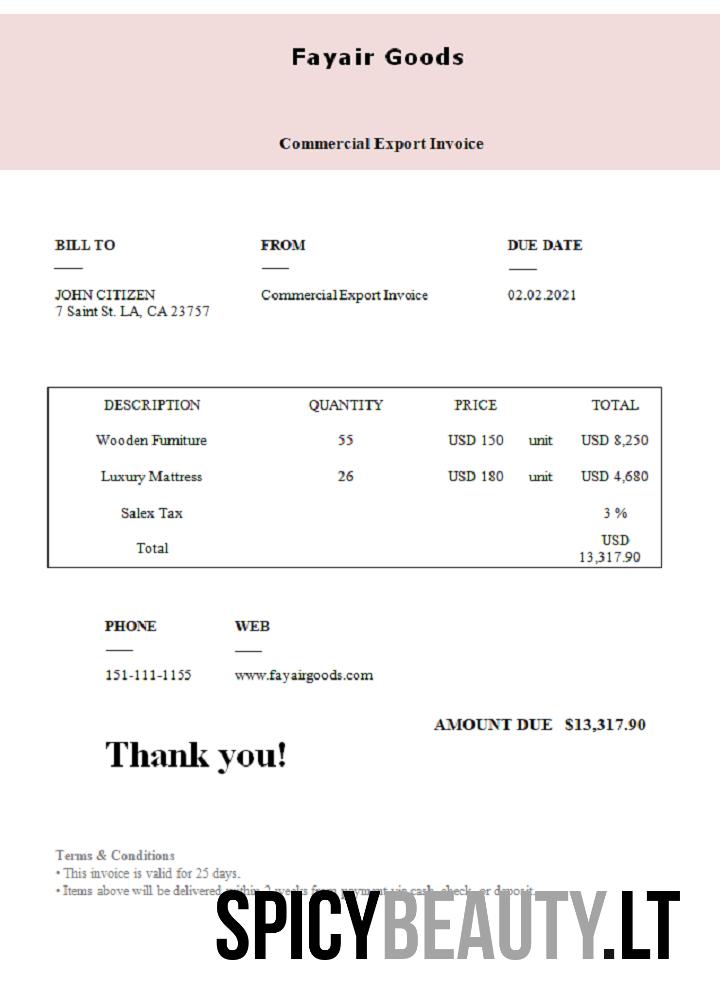 Fayair Goods
Commercial Export Invoice
BILL TO FROM DUE DATE
JOHN CITIZEN Commercial Export Invoice 02.02.2021
7 Saint St. LA, CA 23757
DESCRIPTION QUANTITY PRICE TOTAL
Wooden Furniture 55 USD 150 unit USD 8,250
Luxury Mattress 26 USD 180 unit USD 4,680
Salex Tax 3 %
Total USD
13,317.90
PHONE WEB
151-111-1155 www.fayairgoods.com
AMOUNT DUE $13,317.90
Thank you!
Terms & Conditions
• This invoice is valid for 25 days.
• Items above will be delivered within 2 weeks from payment via cash, check, or deposit.
SPICYBEAUTY.LT